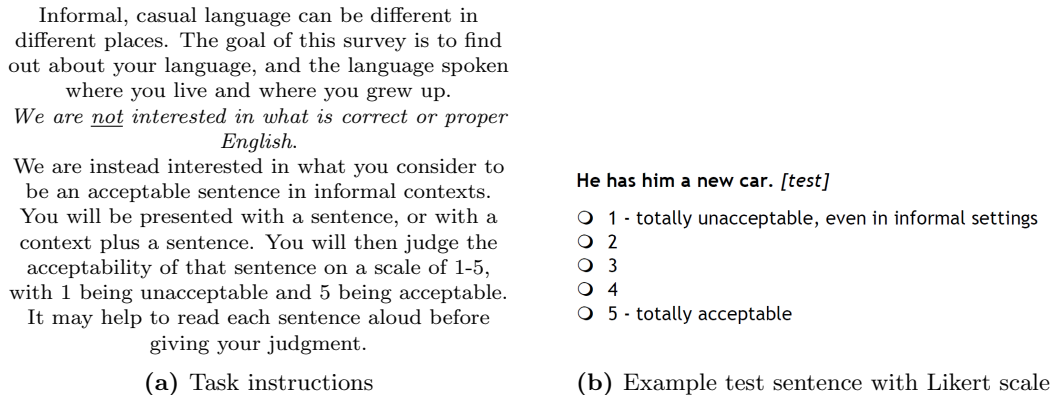 Informal, casual language can be different in
different places. The goal of this survey is to find
out about your language, and the language spoken
where you live and where you grew up.
We are not interested in what is correct or proper
English.
We are instead interested in what you consider to
be an acceptable sentence in informal contexts.
You will be presented with a sentence, or with a
context plus a sentence. You will then judge the
acceptability of that sentence on a scale of 1-5,
with 1 being unacceptable and 5 being acceptable.
It may help to read each sentence aloud before
giving your judgment.
(a) Task instructions
He has him a new car. [test]
1 - totally unacceptable, even in informal settings
2
3
4
5 - totally acceptable
(b) Example test sentence with Likert scale